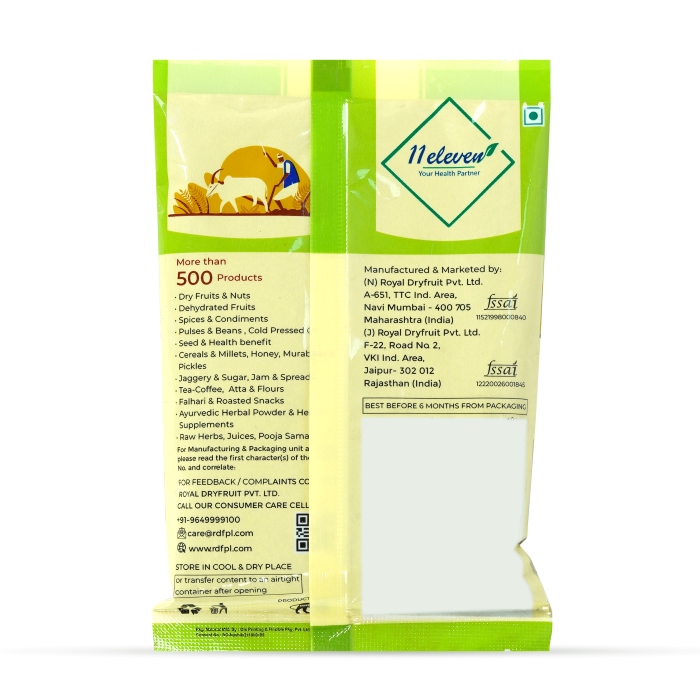 11 eleven
Your Health Partner
More than
500 Products
• Dry Fruits & Nuts
• Dehydrated Fruits
• Spices & Condiments
• Pulses & Beans , Cold Pressed
• Seed & Health benefit
• Cereals & Millets, Honey, Murab
Pickles
• Jaggery & Sugar, Jam & Spread
• Tea-Coffee, Atta & Flours
• Falhari & Roasted Snacks
• Ayurvedic Herbal Powder & He
Supplements
• Raw Herbs, Juices, Pooja Sama
For Manufacturing & Packaging unit a
please read the first character(s) of the
No. and correlate:
FOR FEEDBACK / COMPLAINTS CO
ROYAL DRYFRUIT PVT. LTD.
CALL OUR CONSUMER CARE CELL
+91-9649999100
care@rdfpl.com
www.rdfpl.com
STORE IN COOL & DRY PLACE
or transfer content to an airtight
container after opening
PRODUCT
Manufactured & Marketed by:
(N) Royal Dryfruit Pvt. Ltd.
A-651, TTC Ind. Area,
Navi Mumbai - 400 705
Maharashtra (India)
fssai
11521998000840
(J) Royal Dryfruit Pvt. Ltd.
F-22, Road No. 2,
VKI Ind. Area,
Jaipur- 302 012
Rajasthan (India)
fssai
12220026001845
BEST BEFORE 6 MONTHS FROM PACKAGING